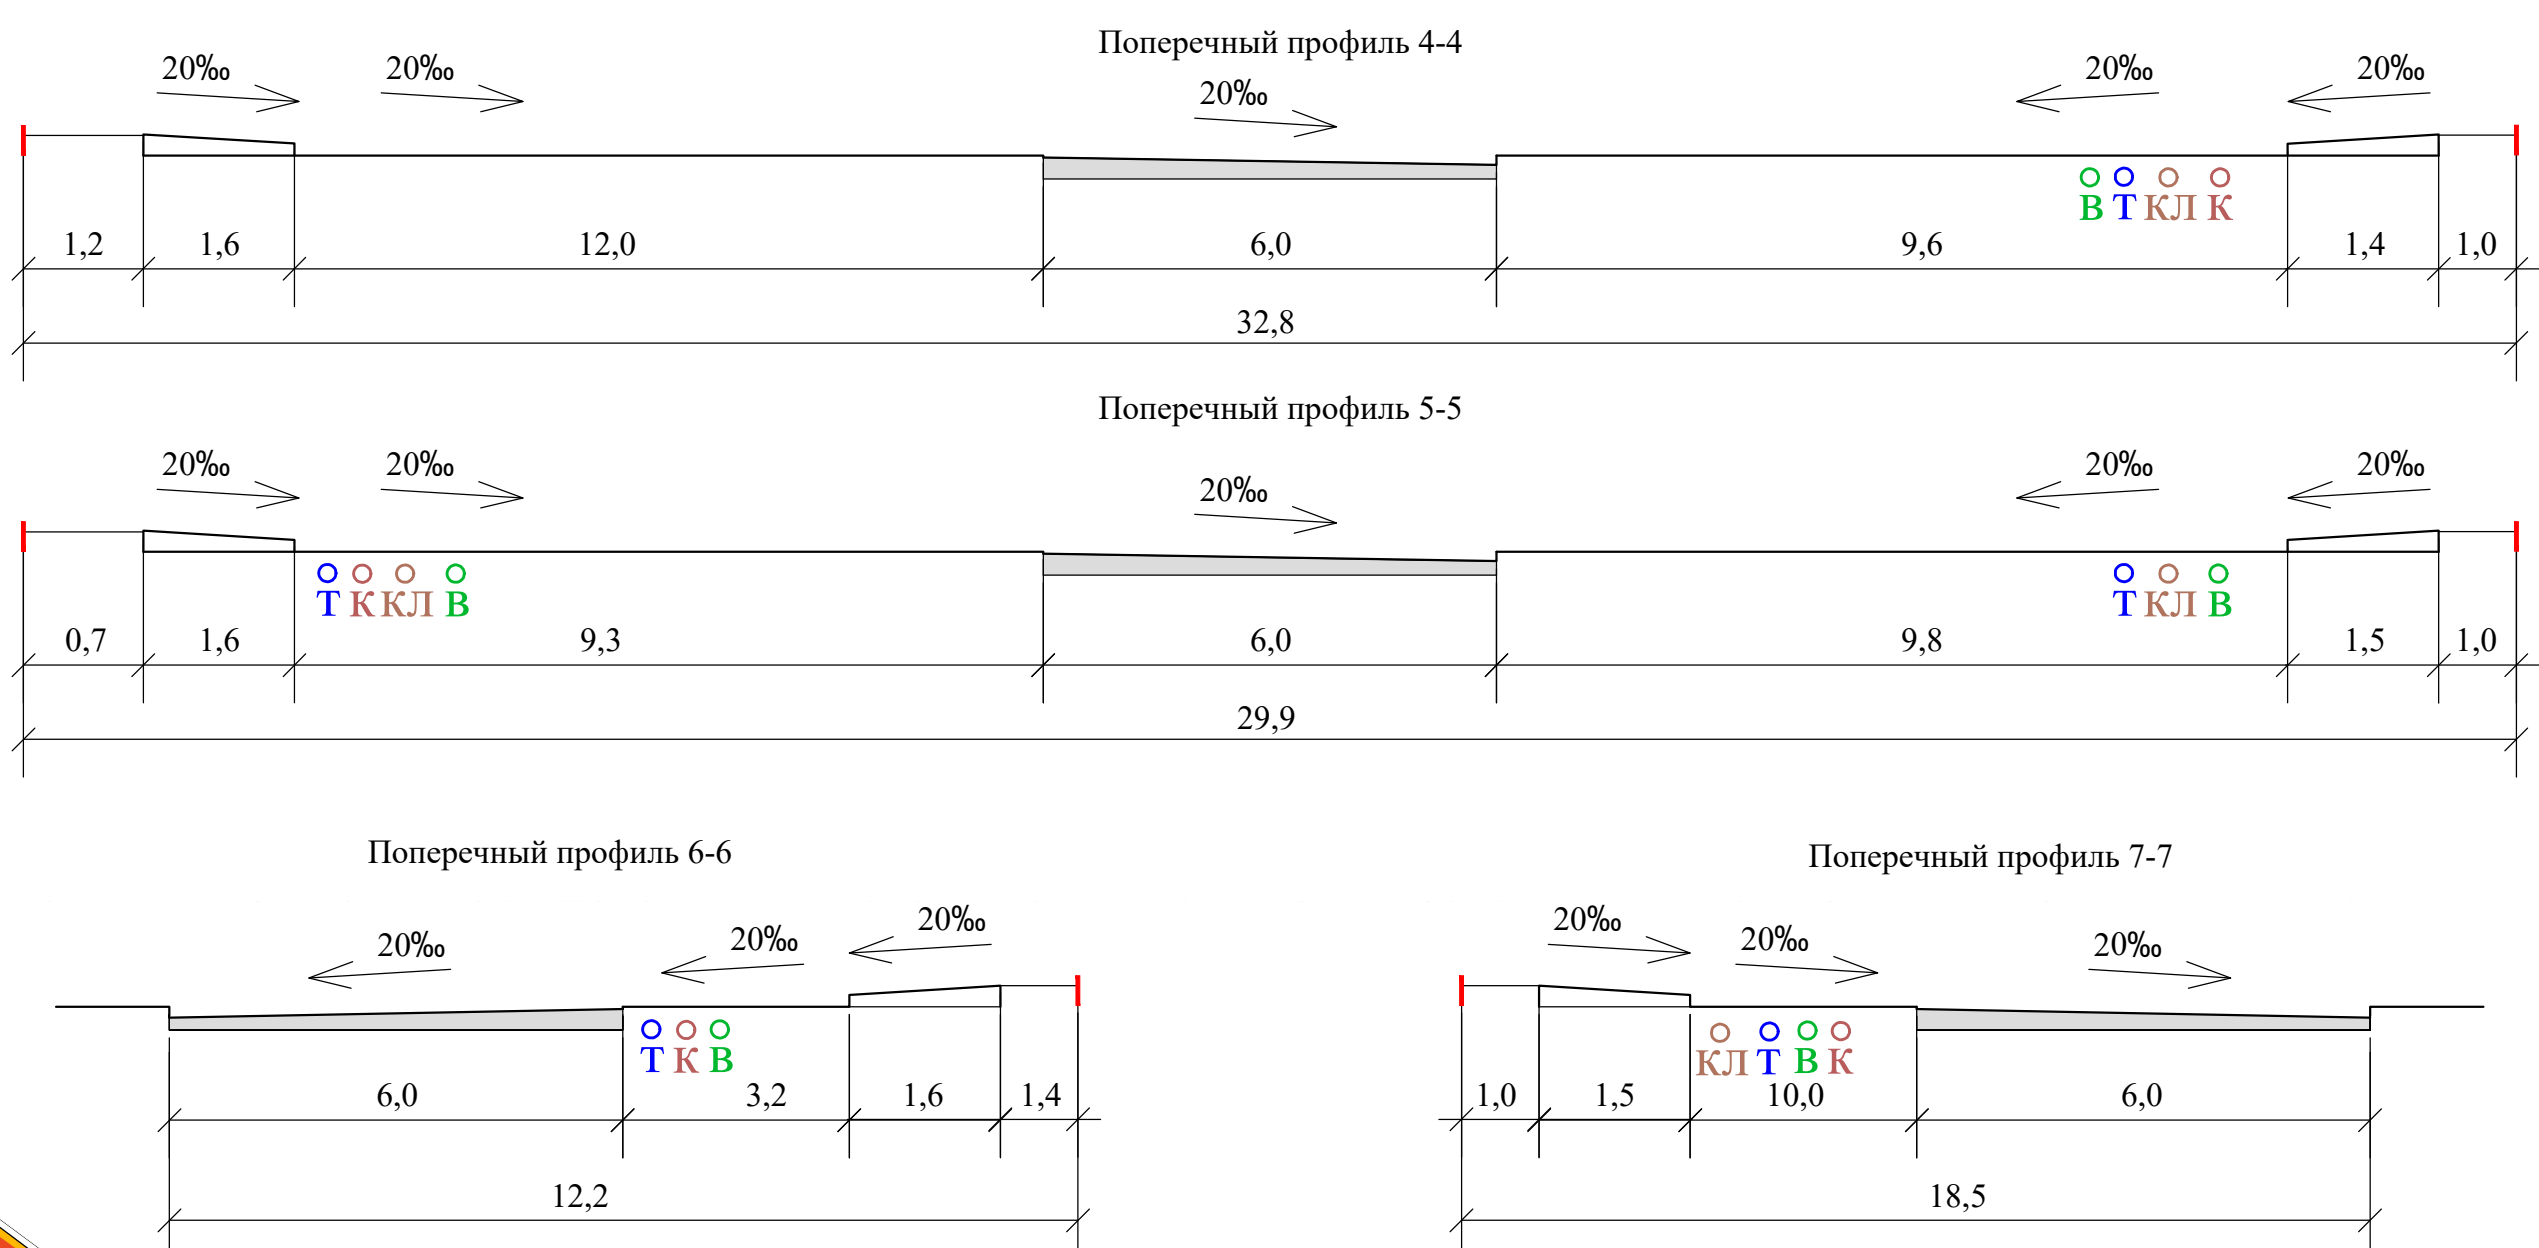 Поперечный профиль 4-4
20‰ 20‰ 20‰ 20‰ 20‰
В Т КЛ К
1,2 1,6 12,0 6,0 9,6 1,4 1,0
32,8
Поперечный профиль 5-5
20‰ 20‰ 20‰ 20‰ 20‰
Т К КЛ В Т КЛ В
0,7 1,6 9,3 6,0 9,8 1,5 1,0
29,9
Поперечный профиль 6-6
20‰ 20‰ 20‰
Т К В
6,0 3,2 1,6 1,4
12,2
Поперечный профиль 7-7
20‰ 20‰ 20‰
КЛ Т В К
1,0 1,5 10,0 6,0
18,5